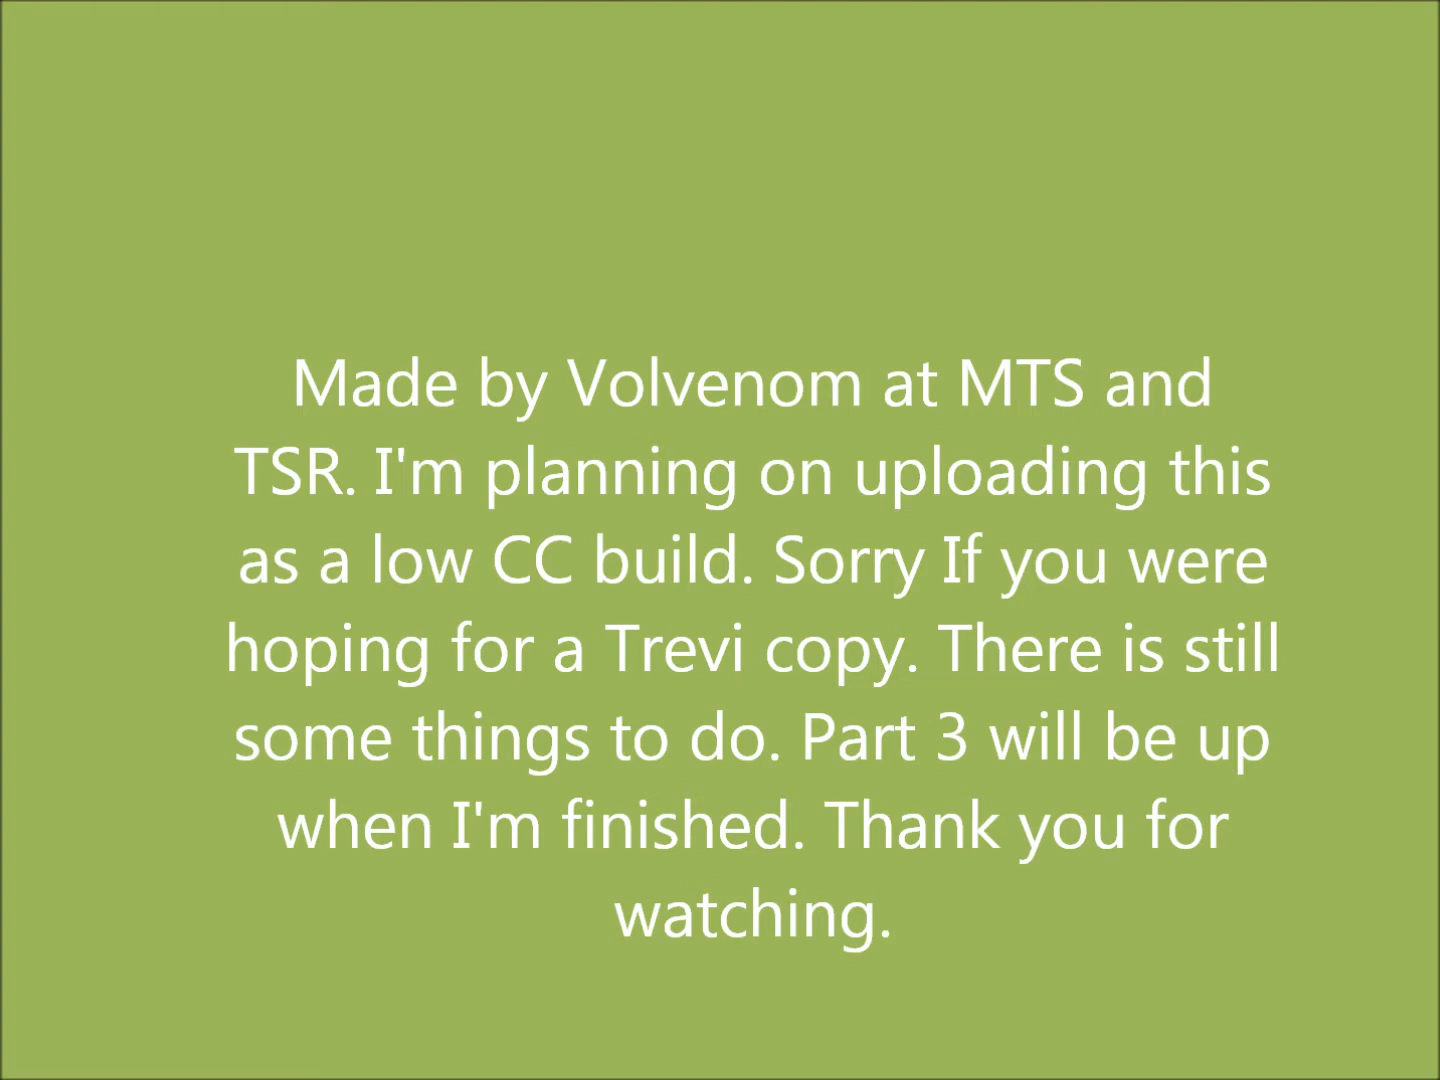 Made by Volvenom at MTS and
TSR. I'm planning on uploading this
as a low CC build. Sorry If you were
hoping for a Trevi copy. There is still
some things to do. Part 3 will be up
when I'm finished. Thank you for
watching.